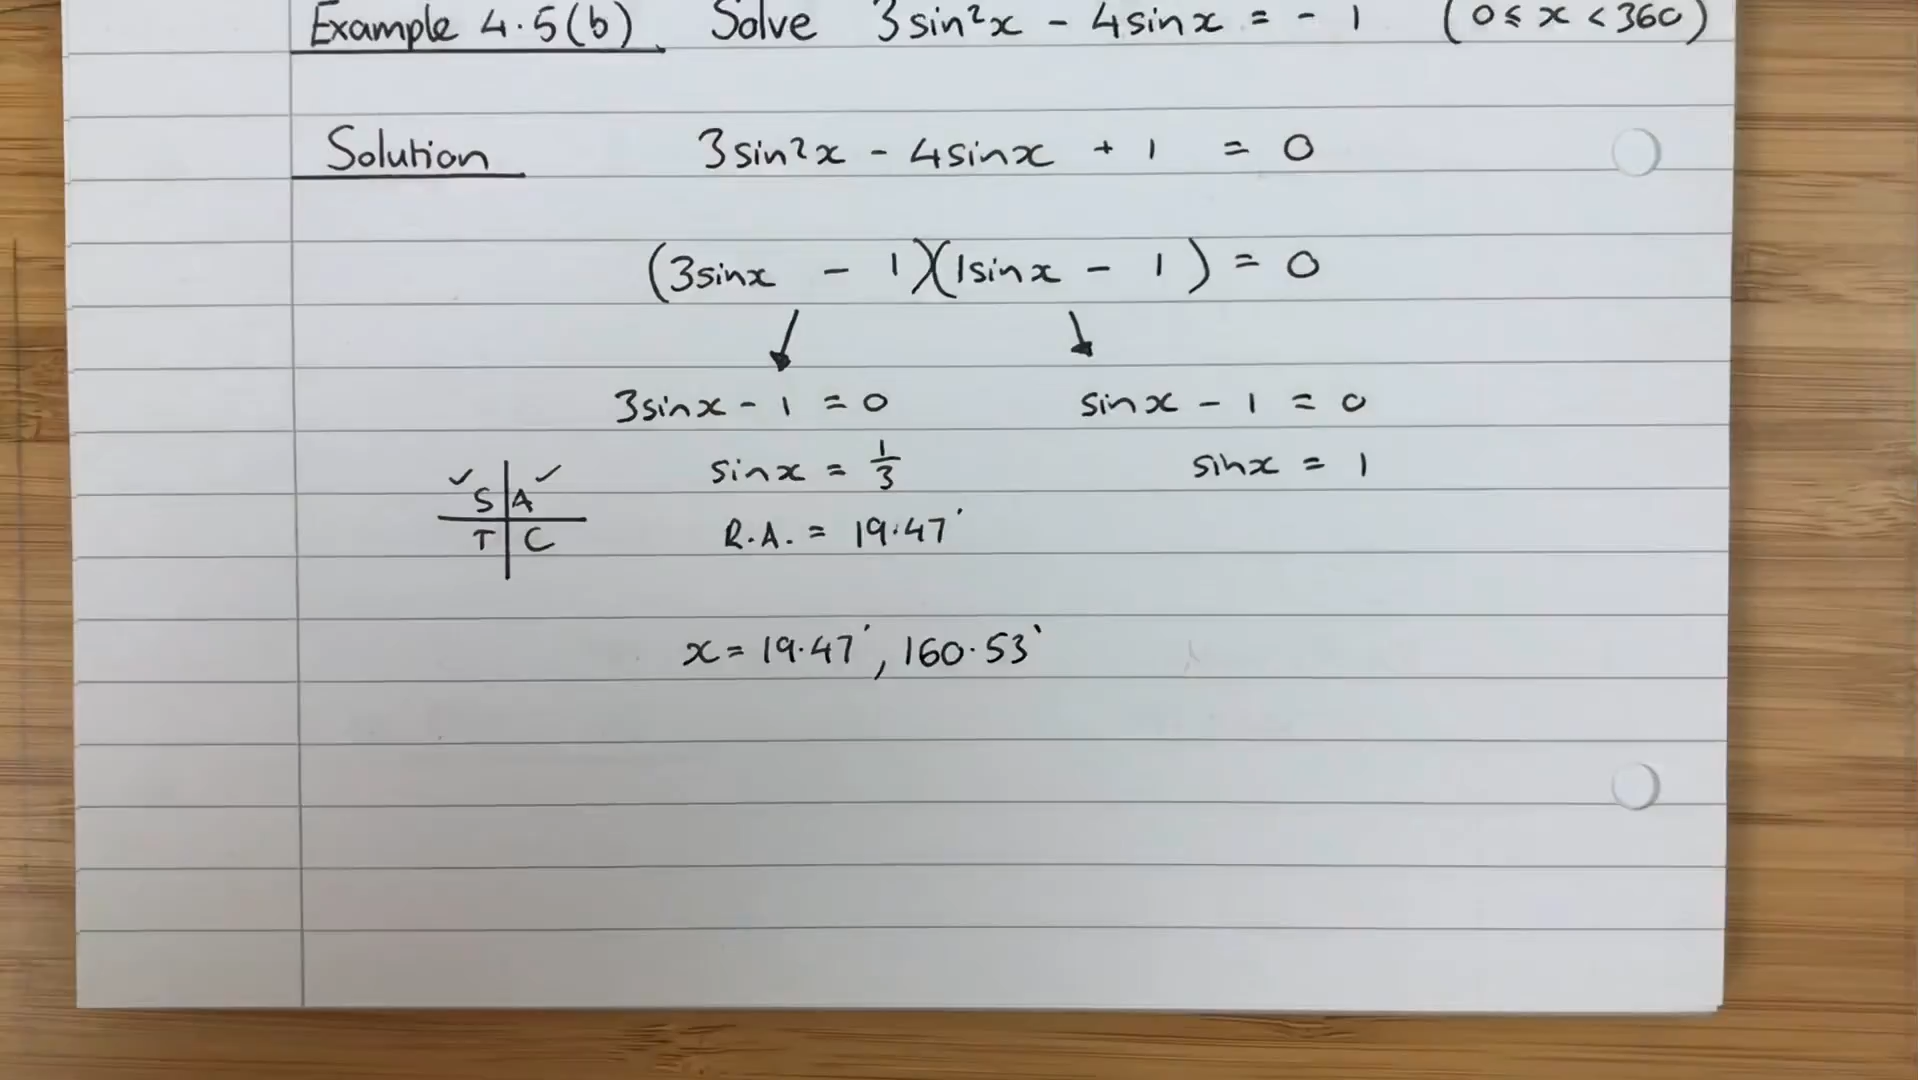 Example 4.5(b). Solve 3sin²x - 4sinx = - 1 (0 ≤ x < 360)
Solution 3sin²x - 4sinx + 1 = 0
(3sinx - 1)(1sinx - 1) = 0
3sinx - 1 = 0 sinx - 1 = 0
✓ S A ✓ sinx = 1/3 sinx = 1
T C R.A. = 19.47°
x = 19.47°, 160.53°